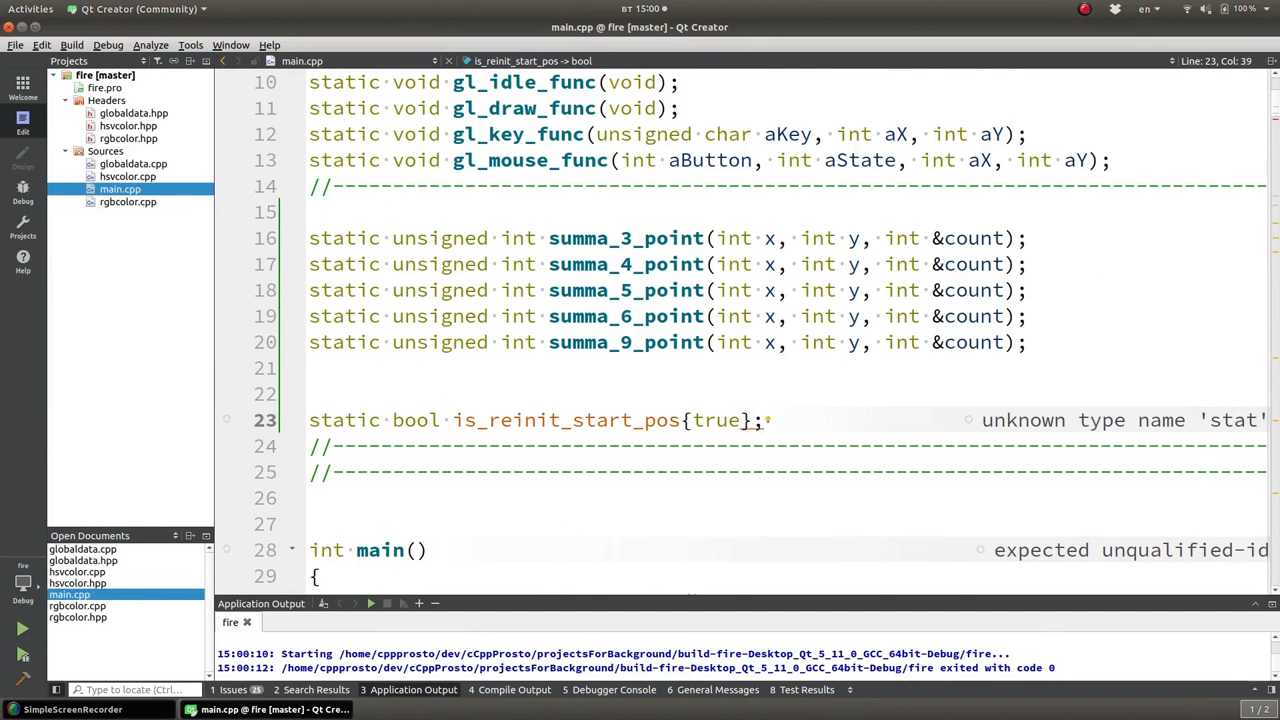 Activities
Qt Creator (Community)
ВТ 15:00
en
100 %
main.cpp @ fire [master] - Qt Creator
File Edit Build Debug Analyze Tools Window Help
Projects
main.cpp
is_reinit_start_pos -> bool
Line: 23, Col: 39
Welcome
Edit
Design
Debug
Projects
Help
fire
Debug
fire [master]
fire.pro
Headers
globaldata.hpp
hsvcolor.hpp
rgbcolor.hpp
Sources
globaldata.cpp
hsvcolor.cpp
main.cpp
rgbcolor.cpp
Open Documents
globaldata.cpp
globaldata.hpp
hsvcolor.cpp
hsvcolor.hpp
main.cpp
rgbcolor.cpp
rgbcolor.hpp
10 static void gl_idle_func(void);
11 static void gl_draw_func(void);
12 static void gl_key_func(unsigned char aKey, int aX, int aY);
13 static void gl_mouse_func(int aButton, int aState, int aX, int aY);
14 //--------------------------------------------------------------------------------
15
16 static unsigned int summa_3_point(int x, int y, int &count);
17 static unsigned int summa_4_point(int x, int y, int &count);
18 static unsigned int summa_5_point(int x, int y, int &count);
19 static unsigned int summa_6_point(int x, int y, int &count);
20 static unsigned int summa_9_point(int x, int y, int &count);
21
22
23 static bool is_reinit_start_pos{true}; unknown type name 'stat'
24 //--------------------------------------------------------------------------------
25 //--------------------------------------------------------------------------------
26
27
28 int main() expected unqualified-id
29 {
Application Output
fire
15:00:10: Starting /home/cppprosto/dev/cCppProsto/projectsForBackground/build-fire-Desktop_Qt_5_11_0_GCC_64bit-Debug/fire...
15:00:12: /home/cppprosto/dev/cCppProsto/projectsForBackground/build-fire-Desktop_Qt_5_11_0_GCC_64bit-Debug/fire exited with code 0
Type to locate (Ctrl...
1 Issues 25 2 Search Results 3 Application Output 4 Compile Output 5 Debugger Console 6 General Messages 8 Test Results
SimpleScreenRecorder
main.cpp @ fire [master] - Qt Cre...
1 / 2